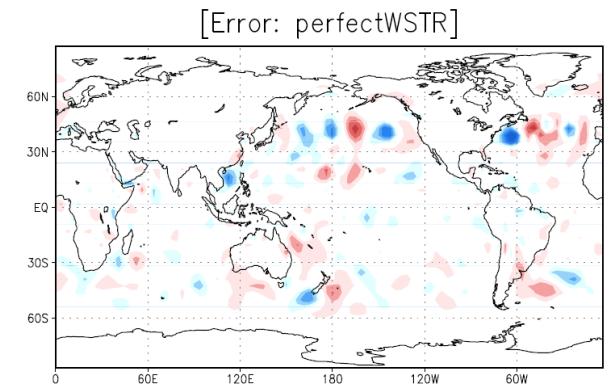 [Error: perfectWSTR]
60N
30N
EQ
30S
60S
0 60E 120E 180 120W 60W